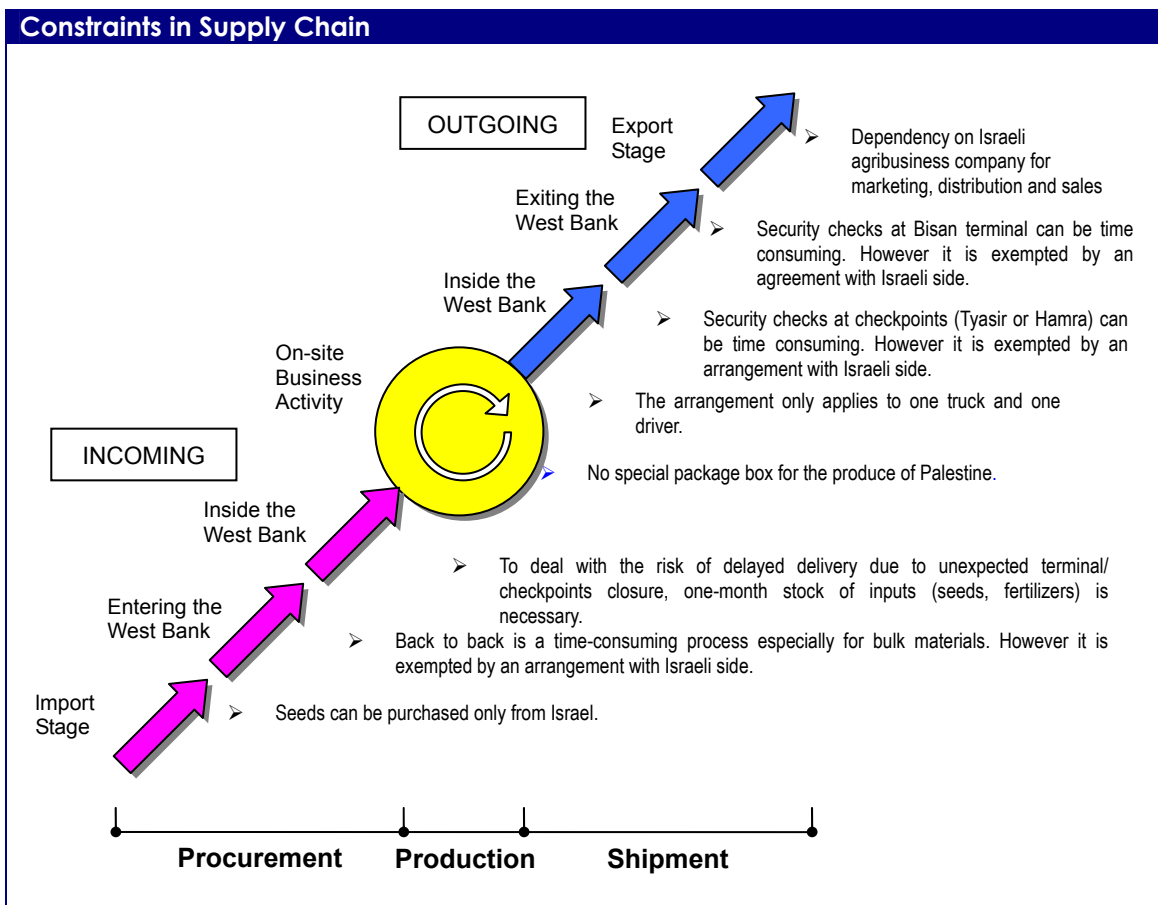 Constraints in Supply Chain
OUTGOING
Export
Stage
➢ Dependency on Israeli
agribusiness company for
marketing, distribution and sales
Exiting the
West Bank
➢ Security checks at Bisan terminal can be time
consuming. However it is exempted by an
agreement with Israeli side.
Inside the
West Bank
➢ Security checks at checkpoints (Tyasir or Hamra) can
be time consuming. However it is exempted by an
arrangement with Israeli side.
On-site
Business
Activity
➢ The arrangement only applies to one truck and one
driver.
➢ No special package box for the produce of Palestine.
INCOMING
Inside the
West Bank
➢ To deal with the risk of delayed delivery due to unexpected terminal/
checkpoints closure, one-month stock of inputs (seeds, fertilizers) is
necessary.
Entering the
West Bank
➢ Back to back is a time-consuming process especially for bulk materials. However it is
exempted by an arrangement with Israeli side.
Import
Stage
➢ Seeds can be purchased only from Israel.
Procurement
Production
Shipment